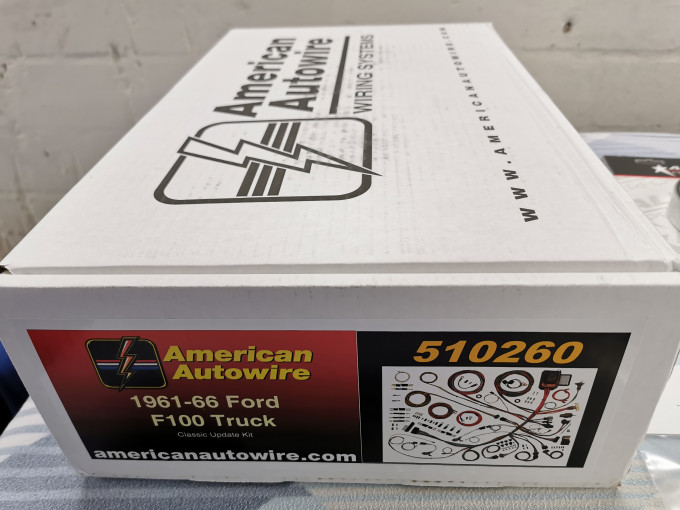 American
Autowire
WIRING SYSTEMS
WWW.AMERICANAUTOWIRE.COM
American
Autowire
1961-66 Ford
F100 Truck
Classic Update Kit
americanautowire.com
510260